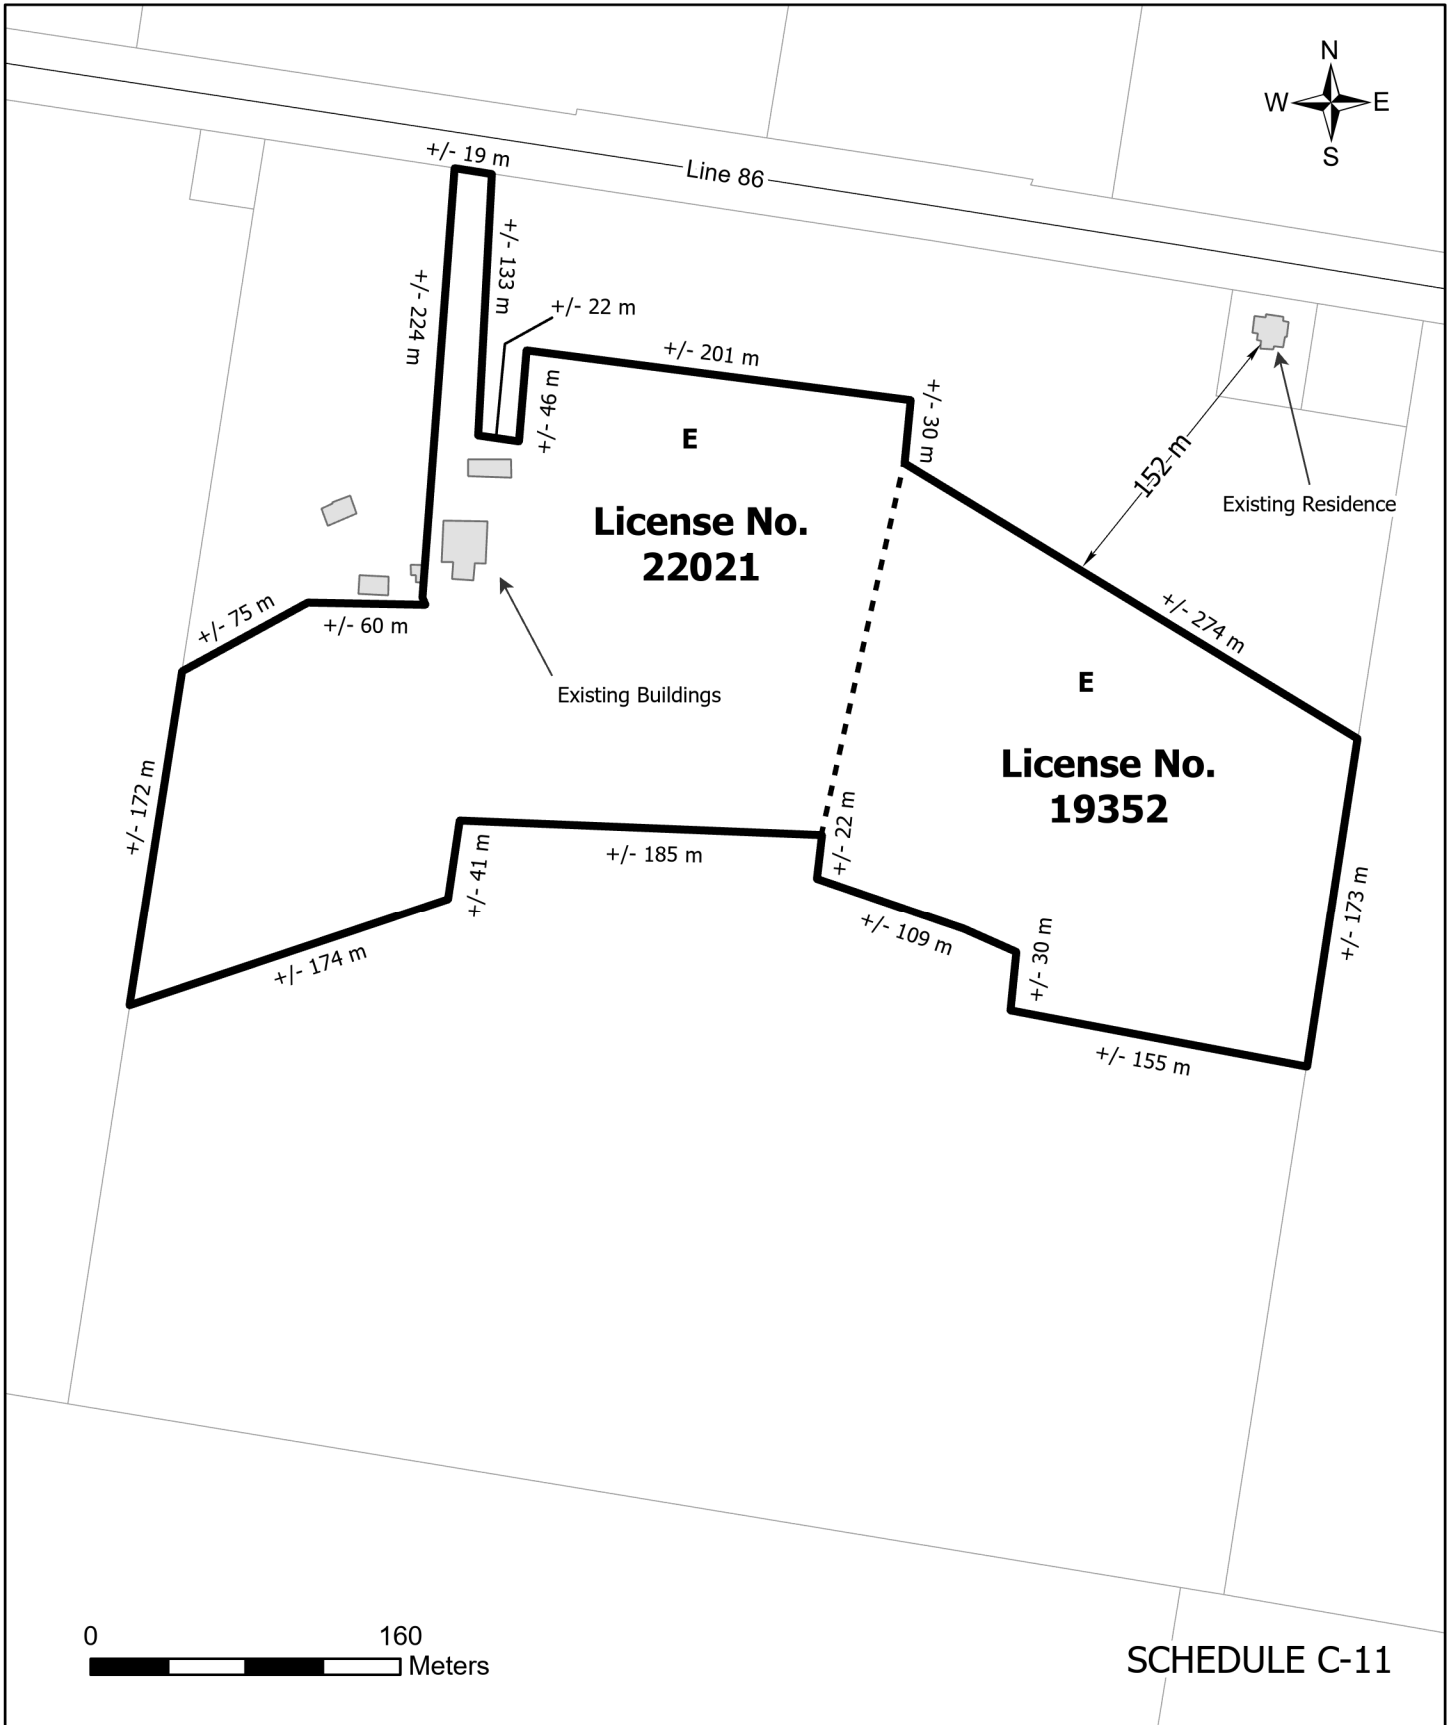 N
W E
S
+/- 19 m
Line 86
+/- 133 m
+/- 224 m
+/- 22 m
+/- 201 m
+/- 46 m
+/- 30 m
E
152 m
Existing Residence
License No.
22021
+/- 75 m
+/- 60 m
+/- 274 m
Existing Buildings
E
License No.
19352
+/- 172 m
+/- 22 m
+/- 41 m
+/- 185 m
+/- 109 m
+/- 173 m
+/- 174 m
+/- 30 m
+/- 155 m
0 160
Meters
SCHEDULE C-11